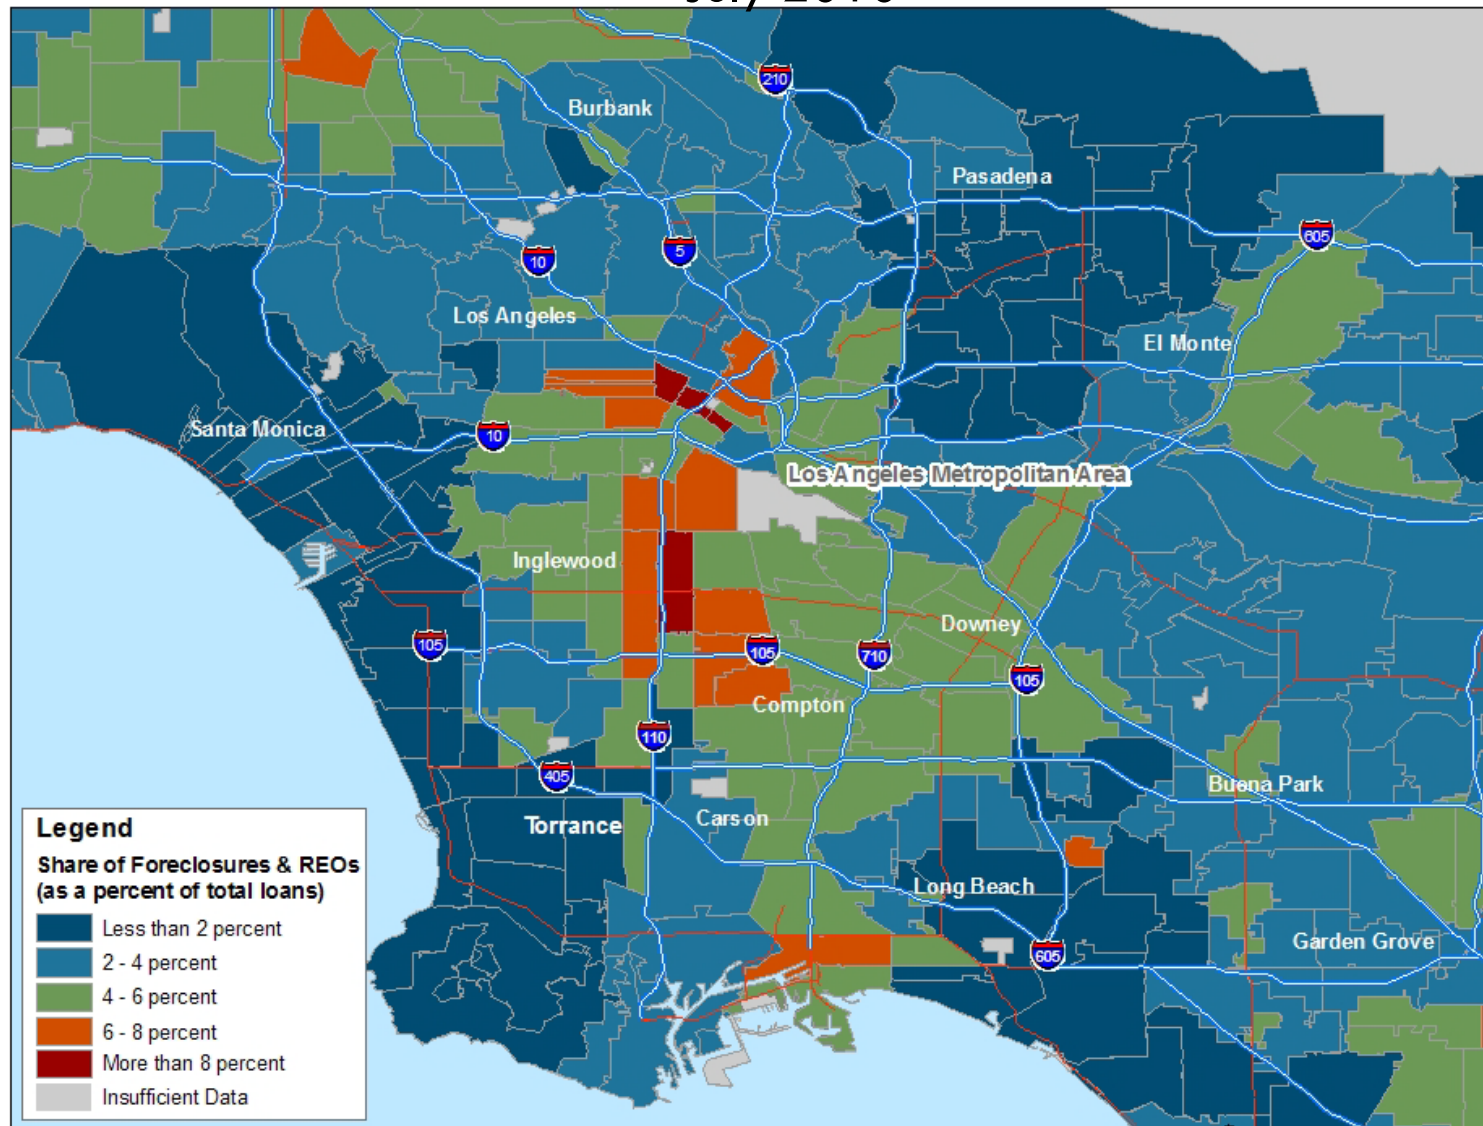 210
Burbank
Pasadena
605
10
5
Los Angeles
El Monte
Santa Monica
10
Los Angeles Metropolitan Area
Inglewood
Downey
105
105
710
105
Compton
110
405
Buena Park
Torrance
Carson
Long Beach
Garden Grove
605
Legend
Share of Foreclosures & REOs
(as a percent of total loans)
Less than 2 percent
2 - 4 percent
4 - 6 percent
6 - 8 percent
More than 8 percent
Insufficient Data